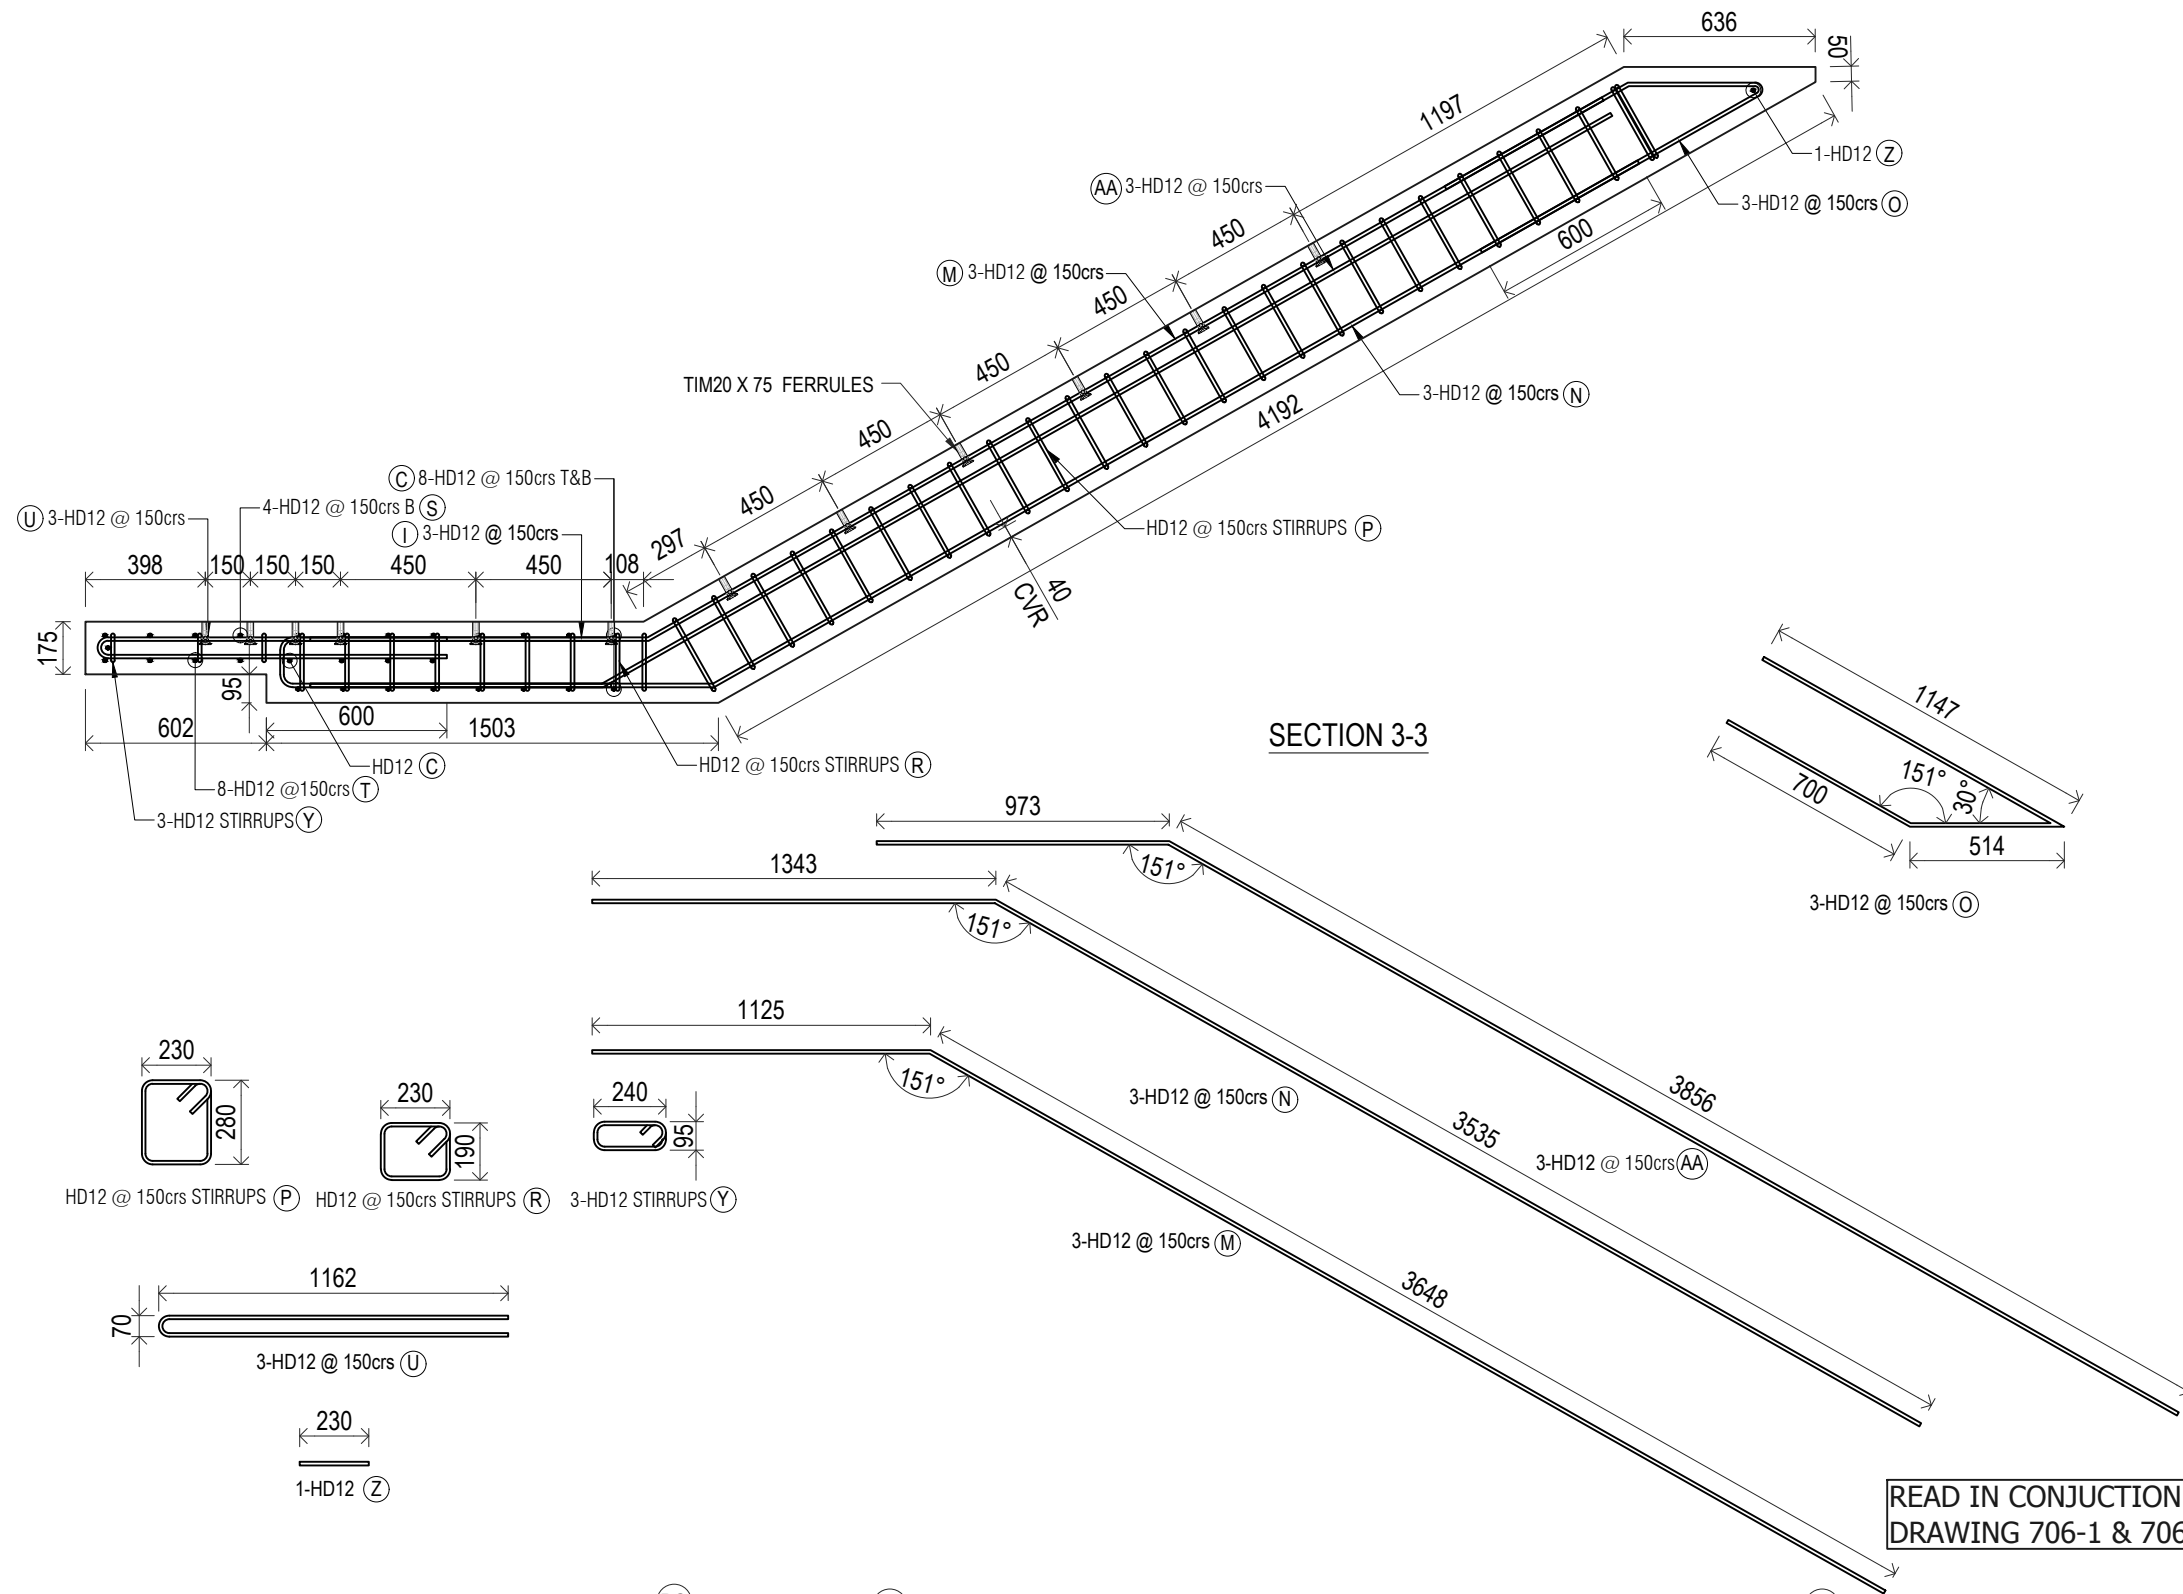 636
50
1197
1-HD12 Z
AA 3-HD12 @ 150crs
3-HD12 @ 150crs O
450
600
M 3-HD12 @ 150crs
450
450
TIM20 X 75 FERRULES
3-HD12 @ 150crs N
4192
450
C 8-HD12 @ 150crs T&B
450
4-HD12 @ 150crs B S
U 3-HD12 @ 150crs
I 3-HD12 @ 150crs
HD12 @ 150crs STIRRUPS P
297
398
150
150
150
450
450
108
40
CVR
175
95
600
602
1503
SECTION 3-3
HD12 C
HD12 @ 150crs STIRRUPS R
8-HD12 @150crs T
3-HD12 STIRRUPS Y
1147
151°
30°
700
514
3-HD12 @ 150crs O
973
151°
1343
151°
1125
151°
3856
3-HD12 @ 150crs N
3535
3-HD12 @ 150crs AA
3-HD12 @ 150crs M
3648
230
280
HD12 @ 150crs STIRRUPS P
230
190
HD12 @ 150crs STIRRUPS R
240
95
3-HD12 STIRRUPS Y
1162
70
3-HD12 @ 150crs U
230
1-HD12 Z
READ IN CONJUCTION
DRAWING 706-1 & 706